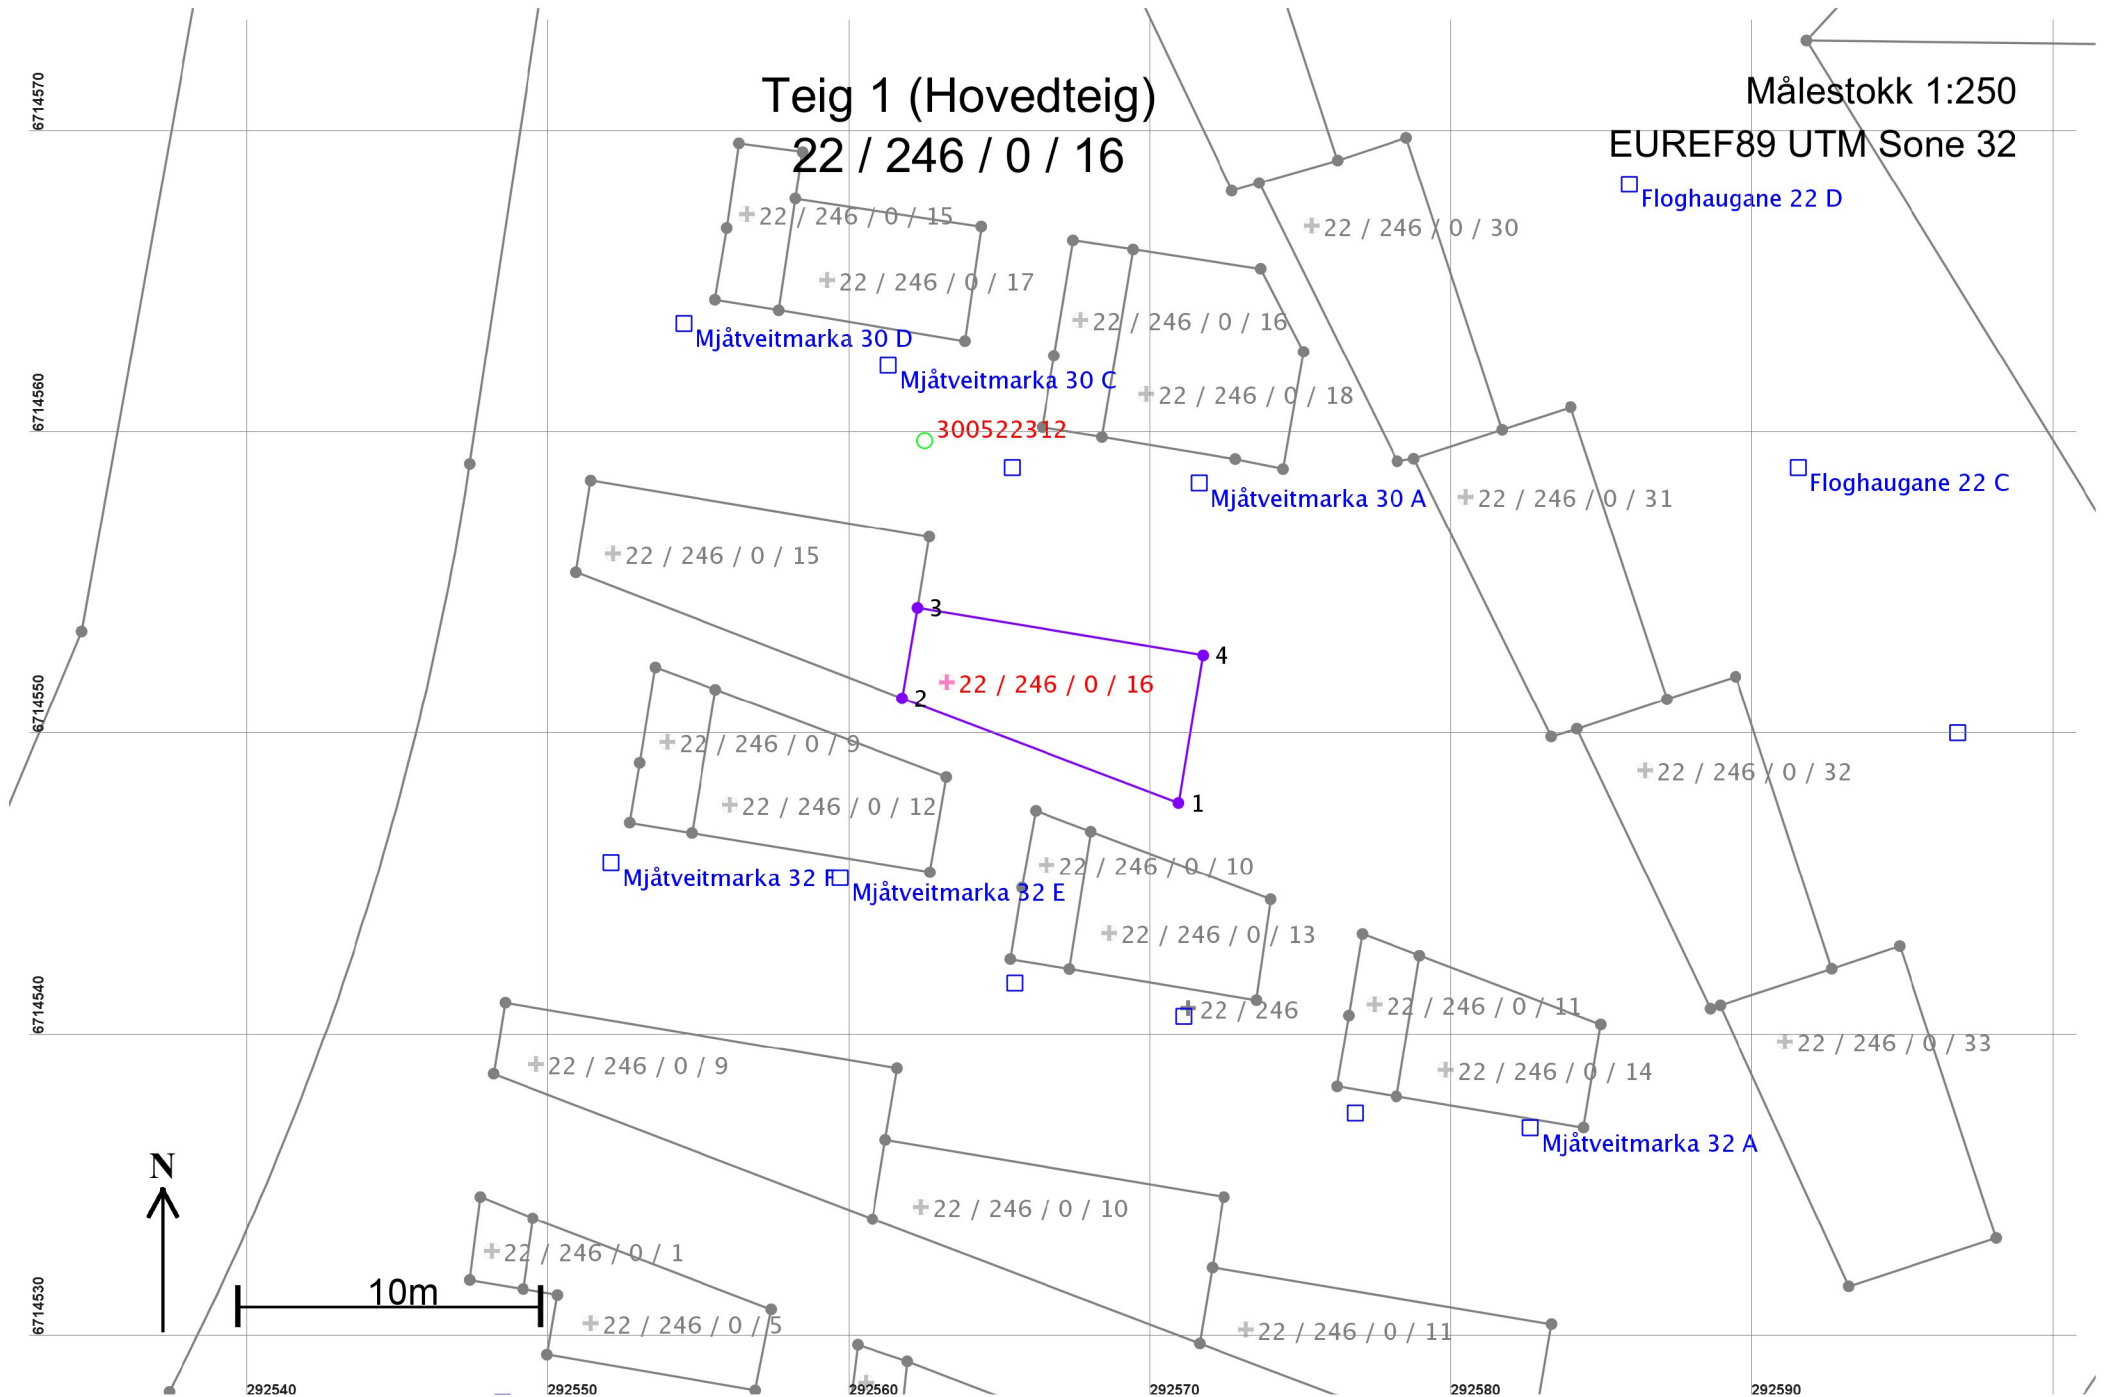 6714570
Teig 1 (Hovedteig)
Målestokk 1:250
22 / 246 / 0 / 16
EUREF89 UTM Sone 32
Floghaugane 22 D
22 / 246 / 0 / 15
22 / 246 / 0 / 30
22 / 246 / 0 / 17
22 / 246 / 0 / 16
Mjåtveitmarka 30 D
Mjåtveitmarka 30 C
22 / 246 / 0 / 18
6714560
300522312
Floghaugane 22 C
Mjåtveitmarka 30 A
22 / 246 / 0 / 31
22 / 246 / 0 / 15
3
4
22 / 246 / 0 / 16
2
6714550
22 / 246 / 0 / 9
22 / 246 / 0 / 32
22 / 246 / 0 / 12
1
22 / 246 / 0 / 10
Mjåtveitmarka 32 F
Mjåtveitmarka 32 E
22 / 246 / 0 / 13
6714540
22 / 246
22 / 246 / 0 / 11
22 / 246 / 0 / 33
22 / 246 / 0 / 9
22 / 246 / 0 / 14
Mjåtveitmarka 32 A
N
22 / 246 / 0 / 10
22 / 246 / 0 / 1
10m
6714530
22 / 246 / 0 / 5
22 / 246 / 0 / 11
292540
292550
292560
292570
292580
292590